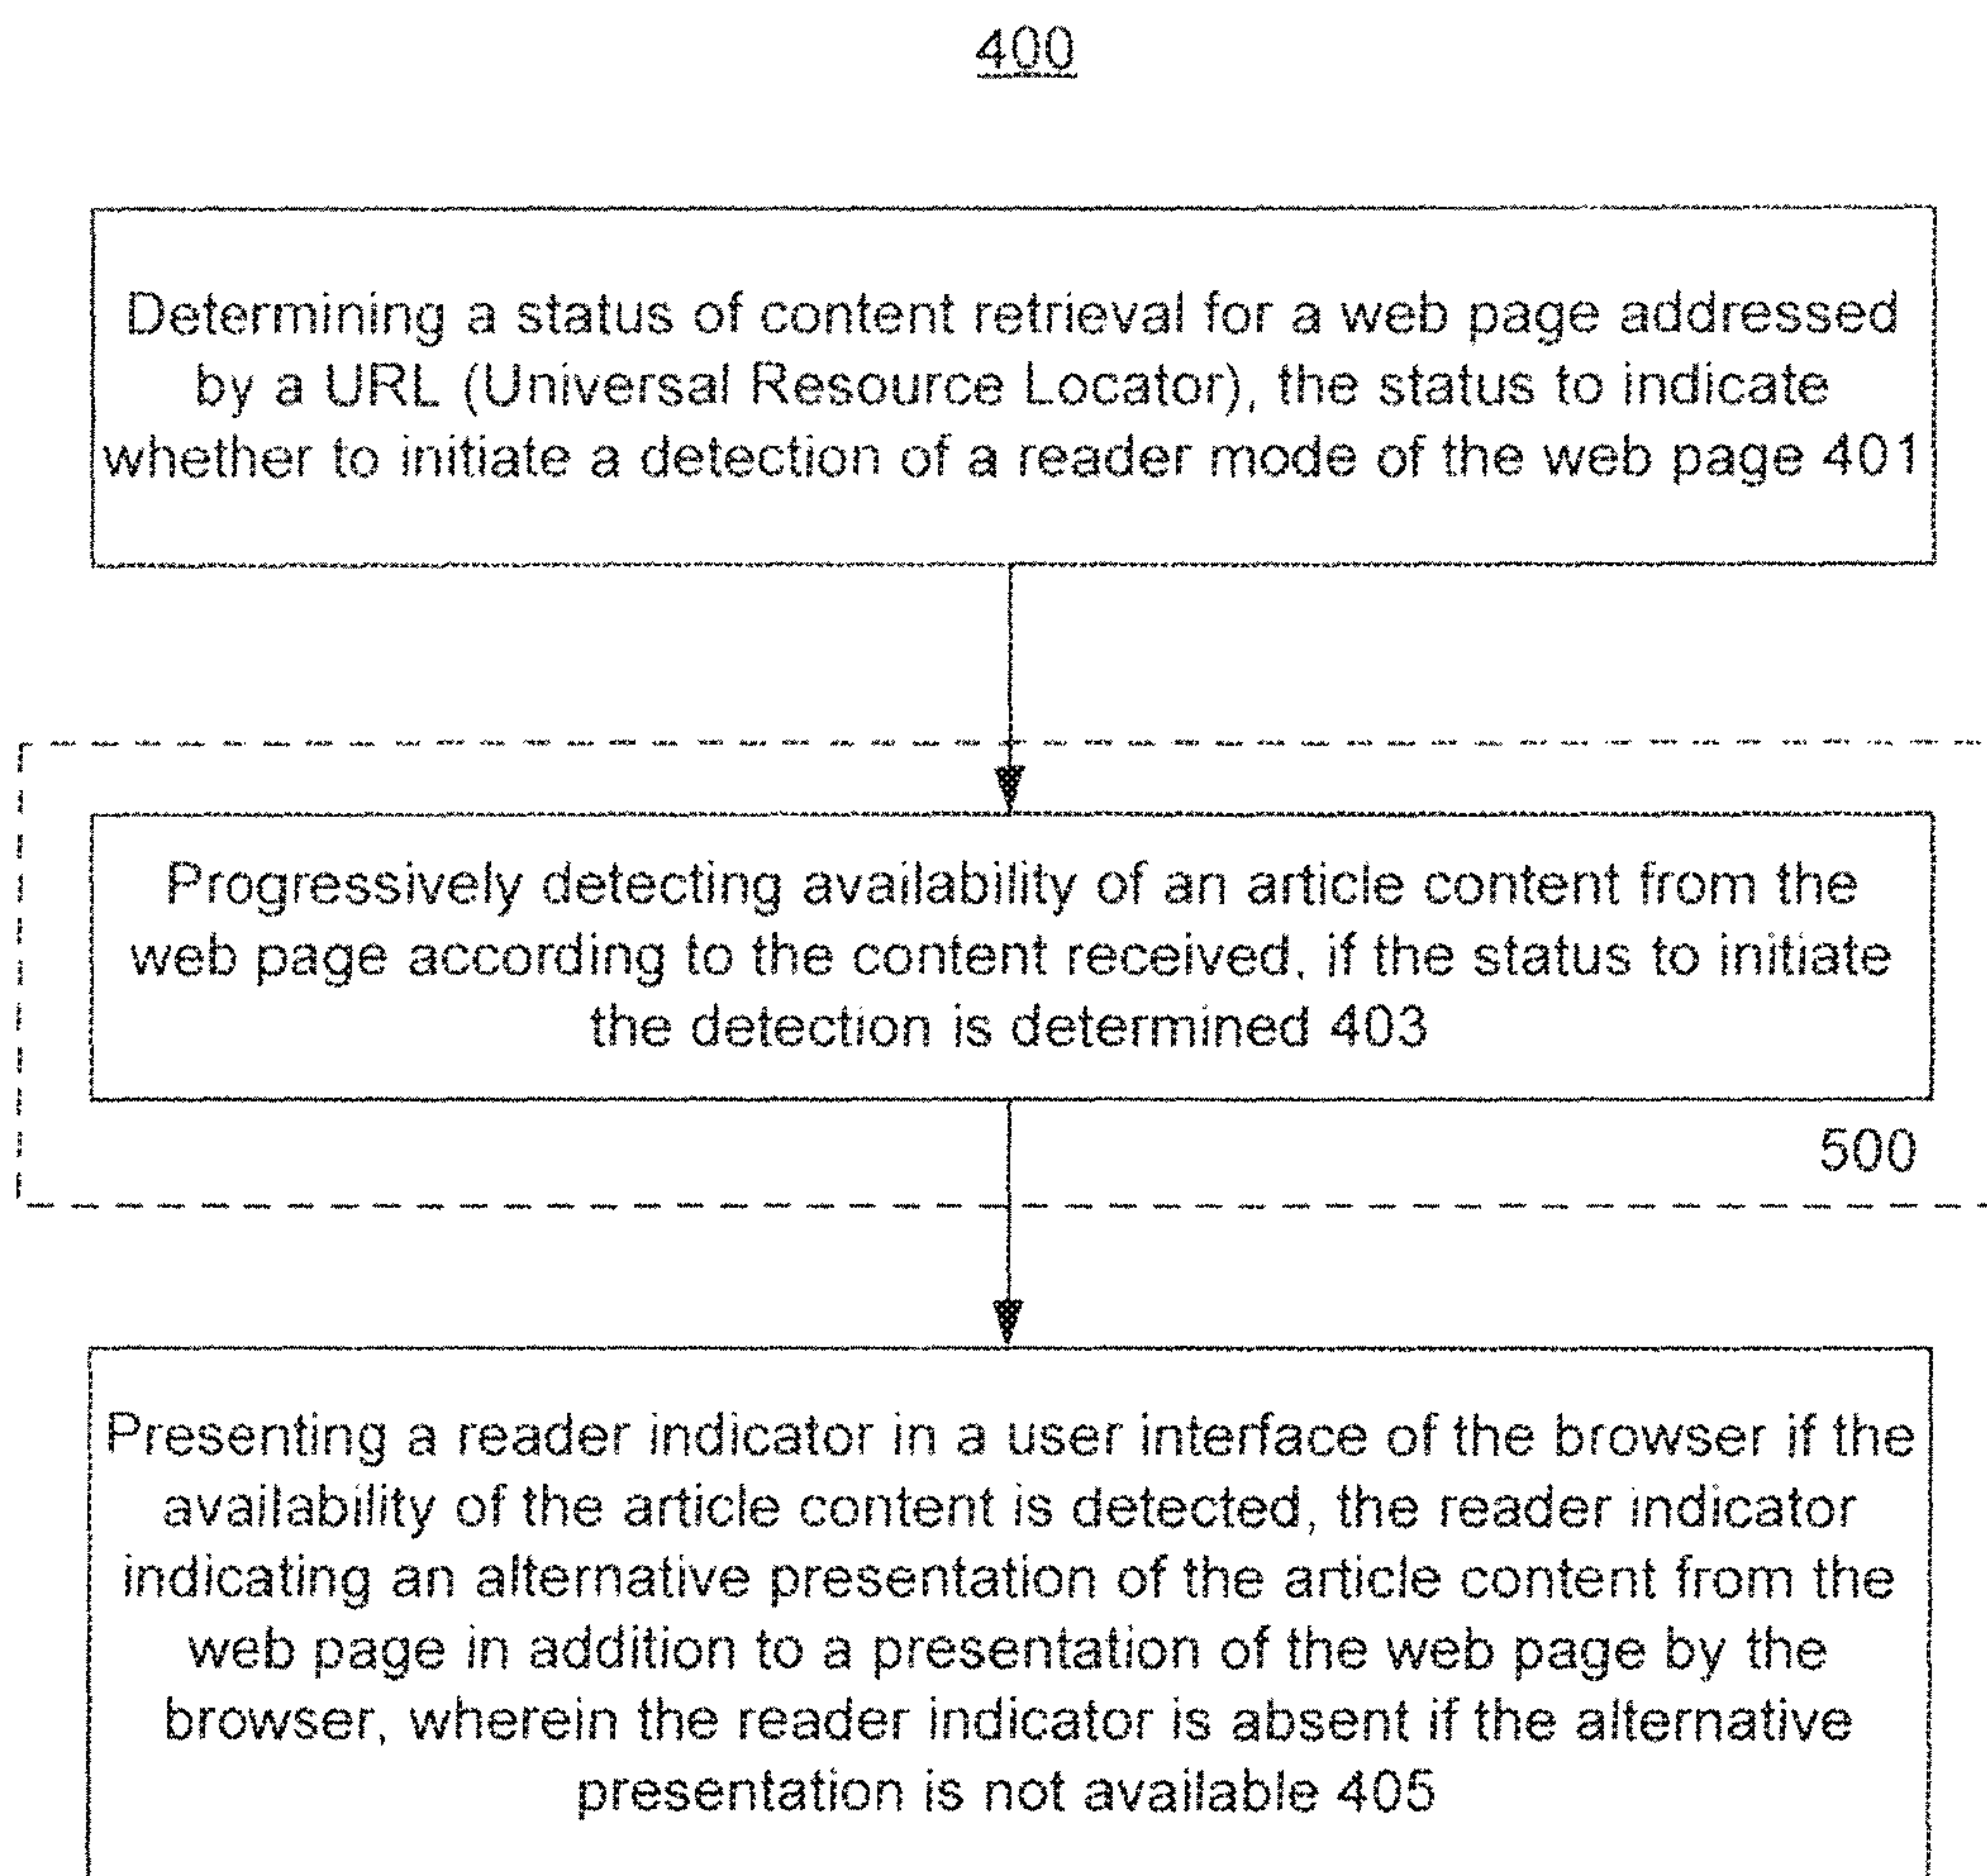 400
Determining a status of content retrieval for a web page addressed
by a URL (Universal Resource Locator), the status to indicate
whether to initiate a detection of a reader mode of the web page 401
Progressively detecting availability of an article content from the
web page according to the content received, if the status to initiate
the detection is determined 403
500
Presenting a reader indicator in a user interface of the browser if the
availability of the article content is detected, the reader indicator
indicating an alternative presentation of the article content from the
web page in addition to a presentation of the web page by the
browser, wherein the reader indicator is absent if the alternative
presentation is not available 405